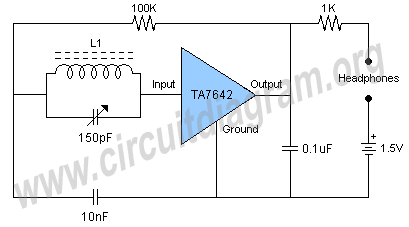 100K
1K
L1
Input
Output
TA7642
Headphones
Ground
150pF
0.1uF
1.5V
10nF
www.circuitdiagram.org